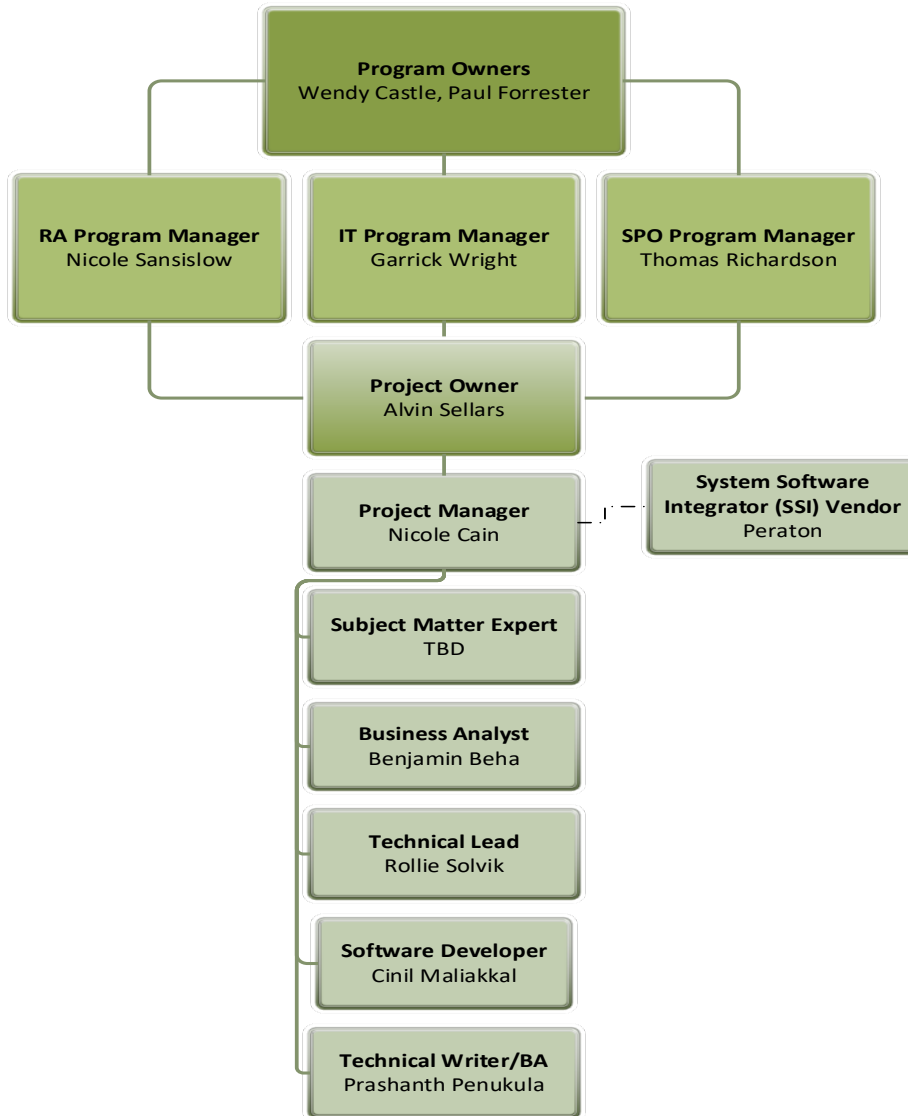 Program Owners
Wendy Castle, Paul Forrester
RA Program Manager
Nicole Sansislow
IT Program Manager
Garrick Wright
SPO Program Manager
Thomas Richardson
Project Owner
Alvin Sellars
Project Manager
Nicole Cain
System Software
Integrator (SSI) Vendor
Peraton
Subject Matter Expert
TBD
Business Analyst
Benjamin Beha
Technical Lead
Rollie Solvik
Software Developer
Cinil Maliakkal
Technical Writer/BA
Prashanth Penukula